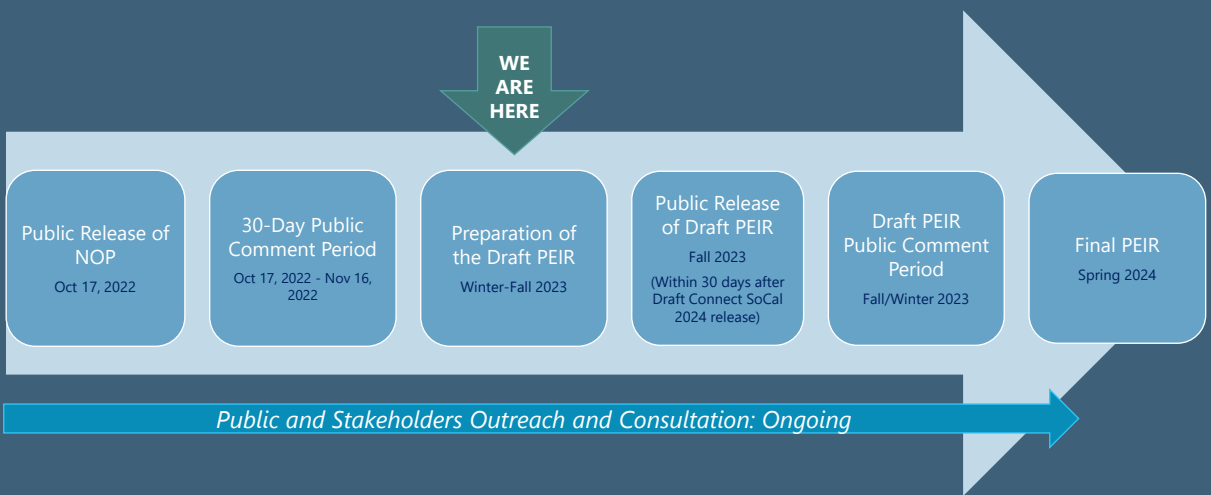 WE
ARE
HERE
Public Release of
NOP
Oct 17, 2022
30-Day Public
Comment Period
Oct 17, 2022 - Nov 16,
2022
Preparation of
the Draft PEIR
Winter-Fall 2023
Public Release
of Draft PEIR
Fall 2023
(Within 30 days after
Draft Connect SoCal
2024 release)
Draft PEIR
Public Comment
Period
Fall/Winter 2023
Final PEIR
Spring 2024
Public and Stakeholders Outreach and Consultation: Ongoing